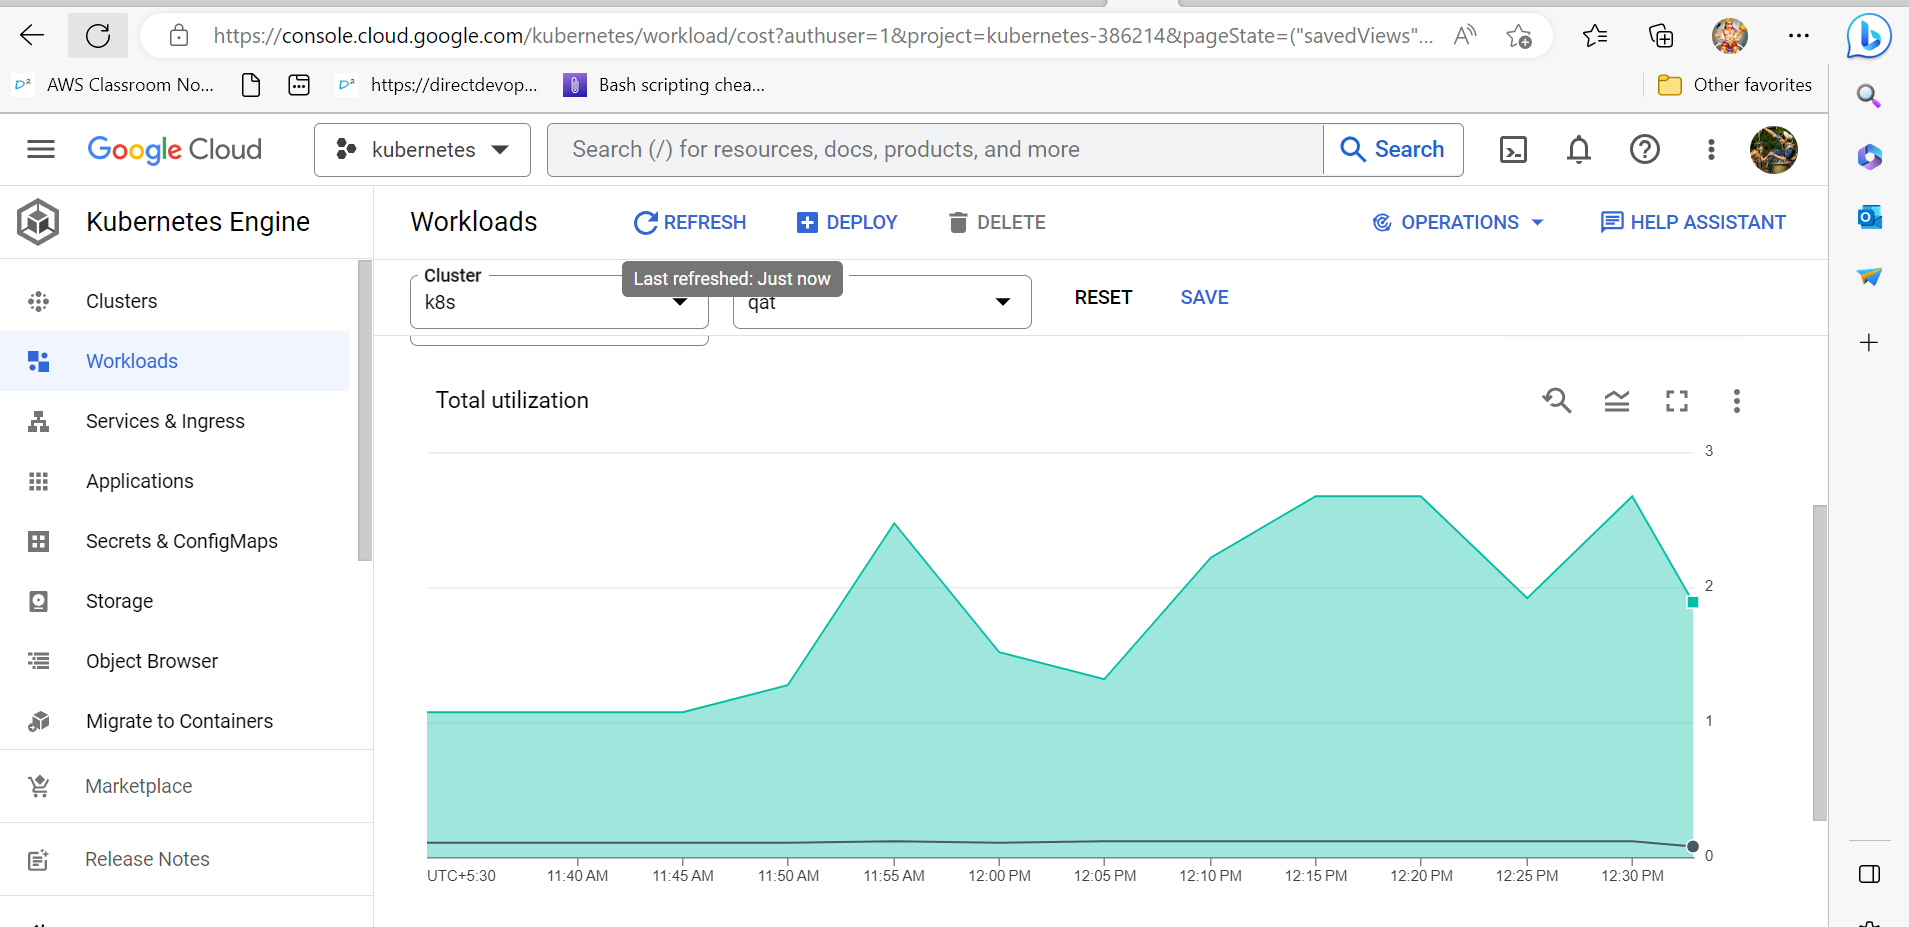 https://console.cloud.google.com/kubernetes/workload/cost?authuser=1&project=kubernetes-386214&pageState=("savedViews"...
AWS Classroom No...
https://directdevop...
Bash scripting chea...
Other favorites
Google Cloud
kubernetes
Search (/) for resources, docs, products, and more
Search
Kubernetes Engine
Workloads
REFRESH
DEPLOY
DELETE
OPERATIONS
HELP ASSISTANT
Last refreshed: Just now
Cluster
k8s
qat
RESET
SAVE
Clusters
Workloads
Services & Ingress
Applications
Secrets & ConfigMaps
Storage
Object Browser
Migrate to Containers
Marketplace
Release Notes
Total utilization
3
2
1
0
UTC+5:30
11:40 AM
11:45 AM
11:50 AM
11:55 AM
12:00 PM
12:05 PM
12:10 PM
12:15 PM
12:20 PM
12:25 PM
12:30 PM